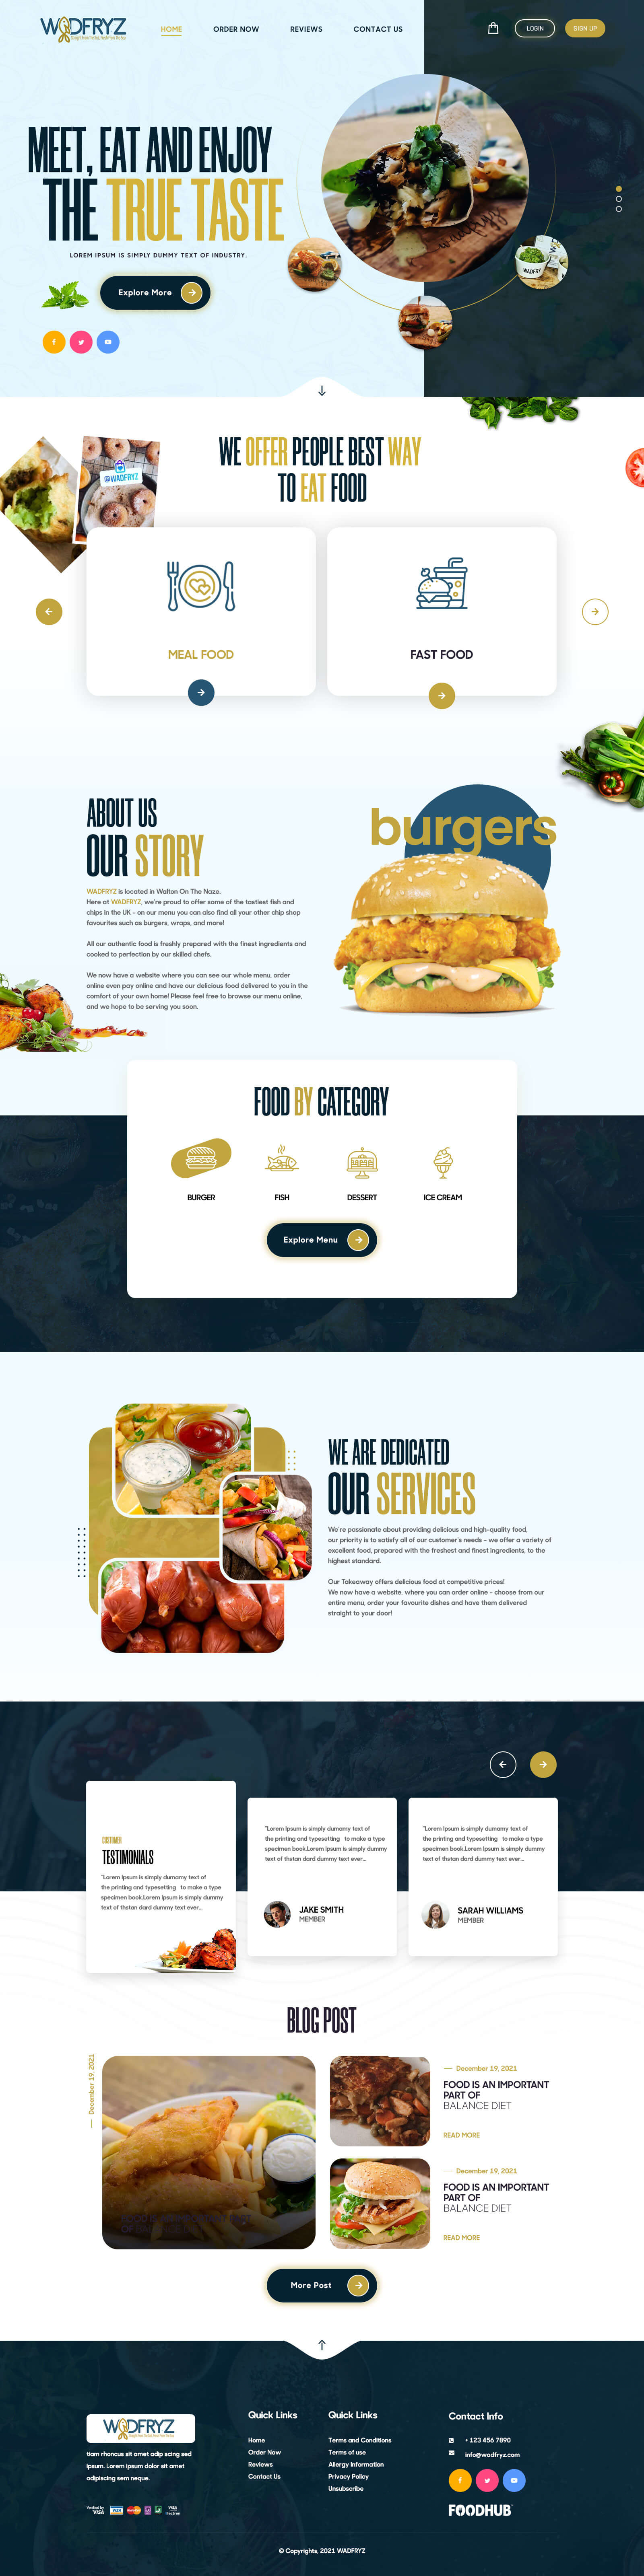 WADFRYZ
HOME
ORDER NOW
REVIEWS
CONTACT US
LOGIN
SIGN UP
MEET, EAT AND ENJOY
THE TRUE TASTE
LOREM IPSUM IS SIMPLY DUMMY TEXT OF INDUSTRY.
Explore More
wadfryz
WADFRY
WE OFFER PEOPLE BEST WAY
TO EAT FOOD
@WADFRYZ
MEAL FOOD
FAST FOOD
ABOUT US
OUR STORY
WADFRYZ is located in Walton On The Naze.
Here at WADFRYZ, we're proud to offer some of the tastiest fish and
chips in the UK - on our menu you can also find all your other chip shop
favourites such as burgers, wraps, and more!
All our authentic food is freshly prepared with the finest ingredients and
cooked to perfection by our skilled chefs.
We now have a website where you can see our whole menu, order
online even pay online and have our delicious food delivered to you in the
comfort of your own home! Please feel free to browse our menu online,
and we hope to be serving you soon.
burgers
FOOD BY CATEGORY
BURGER
FISH
DESSERT
ICE CREAM
Explore Menu
WE ARE DEDICATED
OUR SERVICES
We're passionate about providing delicious and high-quality food,
our priority is to satisfy all of our customer's needs - we offer a variety of
excellent food, prepared with the freshest and finest ingredients, to the
highest standard.
Our Takeaway offers delicious food at competitive prices!
We now have a website, where you can order online - choose from our
entire menu, order your favourite dishes and have them delivered
straight to your door!
CUSTOMER
TESTIMONIALS
"Lorem Ipsum is simply dumamy text of
the printing and typesetting to make a type
specimen book.Lorem Ipsum is simply dummy
text of thstan dard dummy text ever...
"Lorem Ipsum is simply dumamy text of
the printing and typesetting to make a type
specimen book.Lorem Ipsum is simply dummy
text of thstan dard dummy text ever...
JAKE SMITH
MEMBER
"Lorem Ipsum is simply dumamy text of
the printing and typesetting to make a type
specimen book.Lorem Ipsum is simply dummy
text of thstan dard dummy text ever...
SARAH WILLIAMS
MEMBER
BLOG POST
December 19, 2021
December 19, 2021
FOOD IS AN IMPORTANT
PART OF
BALANCE DIET
READ MORE
December 19, 2021
FOOD IS AN IMPORTANT
PART OF
BALANCE DIET
READ MORE
More Post
WADFRYZ
tiam rhoncus sit amet adip scing sed
ipsum. Lorem ipsum dolor sit amet
adipiscing sem neque.
Verified by
VISA
VISA
VISA
Electron
Quick Links
Home
Order Now
Reviews
Contact Us
Quick Links
Terms and Conditions
Terms of use
Allergy Information
Privacy Policy
Unsubscribe
Contact Info
+ 123 456 7890
info@wadfryz.com
FOODHUB
© Copyrights, 2021 WADFRYZ